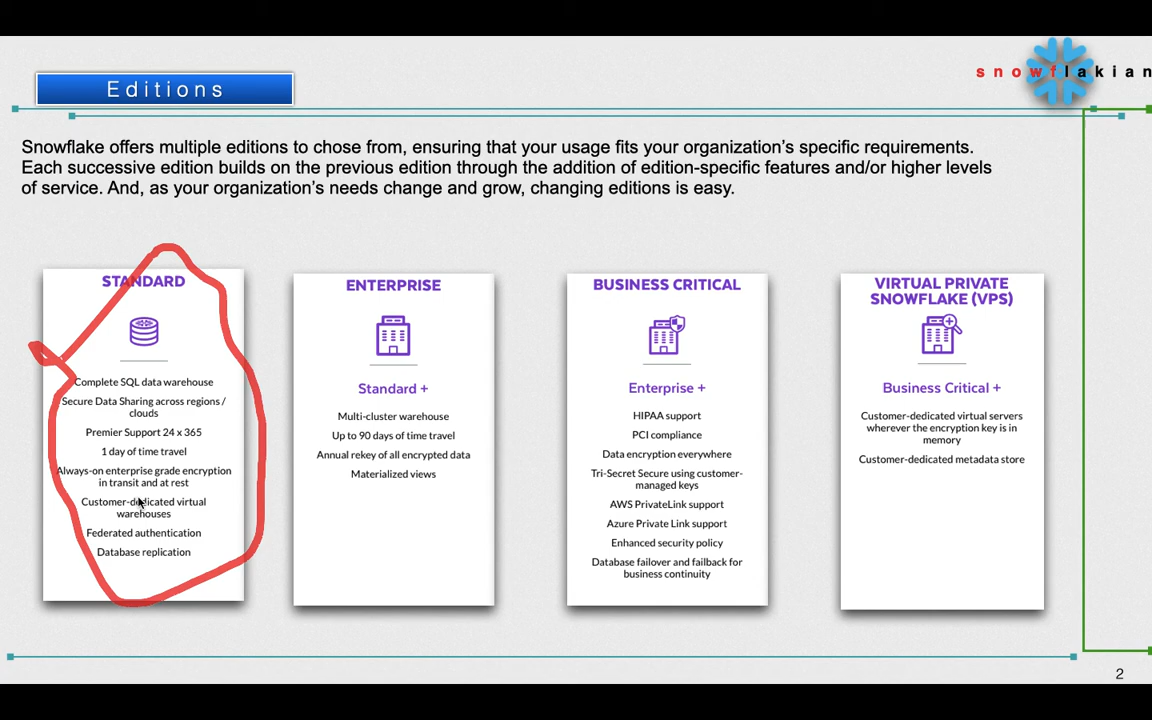 Editions
snowflakian
Snowflake offers multiple editions to chose from, ensuring that your usage fits your organization's specific requirements.
Each successive edition builds on the previous edition through the addition of edition-specific features and/or higher levels
of service. And, as your organization's needs change and grow, changing editions is easy.
STANDARD
Complete SQL data warehouse
Secure Data Sharing across regions /
clouds
Premier Support 24 x 365
1 day of time travel
Always-on enterprise grade encryption
in transit and at rest
Customer-dedicated virtual
warehouses
Federated authentication
Database replication
ENTERPRISE
Standard +
Multi-cluster warehouse
Up to 90 days of time travel
Annual rekey of all encrypted data
Materialized views
BUSINESS CRITICAL
Enterprise +
HIPAA support
PCI compliance
Data encryption everywhere
Tri-Secret Secure using customer-
managed keys
AWS PrivateLink support
Azure Private Link support
Enhanced security policy
Database failover and failback for
business continuity
VIRTUAL PRIVATE
SNOWFLAKE (VPS)
Business Critical +
Customer-dedicated virtual servers
wherever the encryption key is in
memory
Customer-dedicated metadata store
2